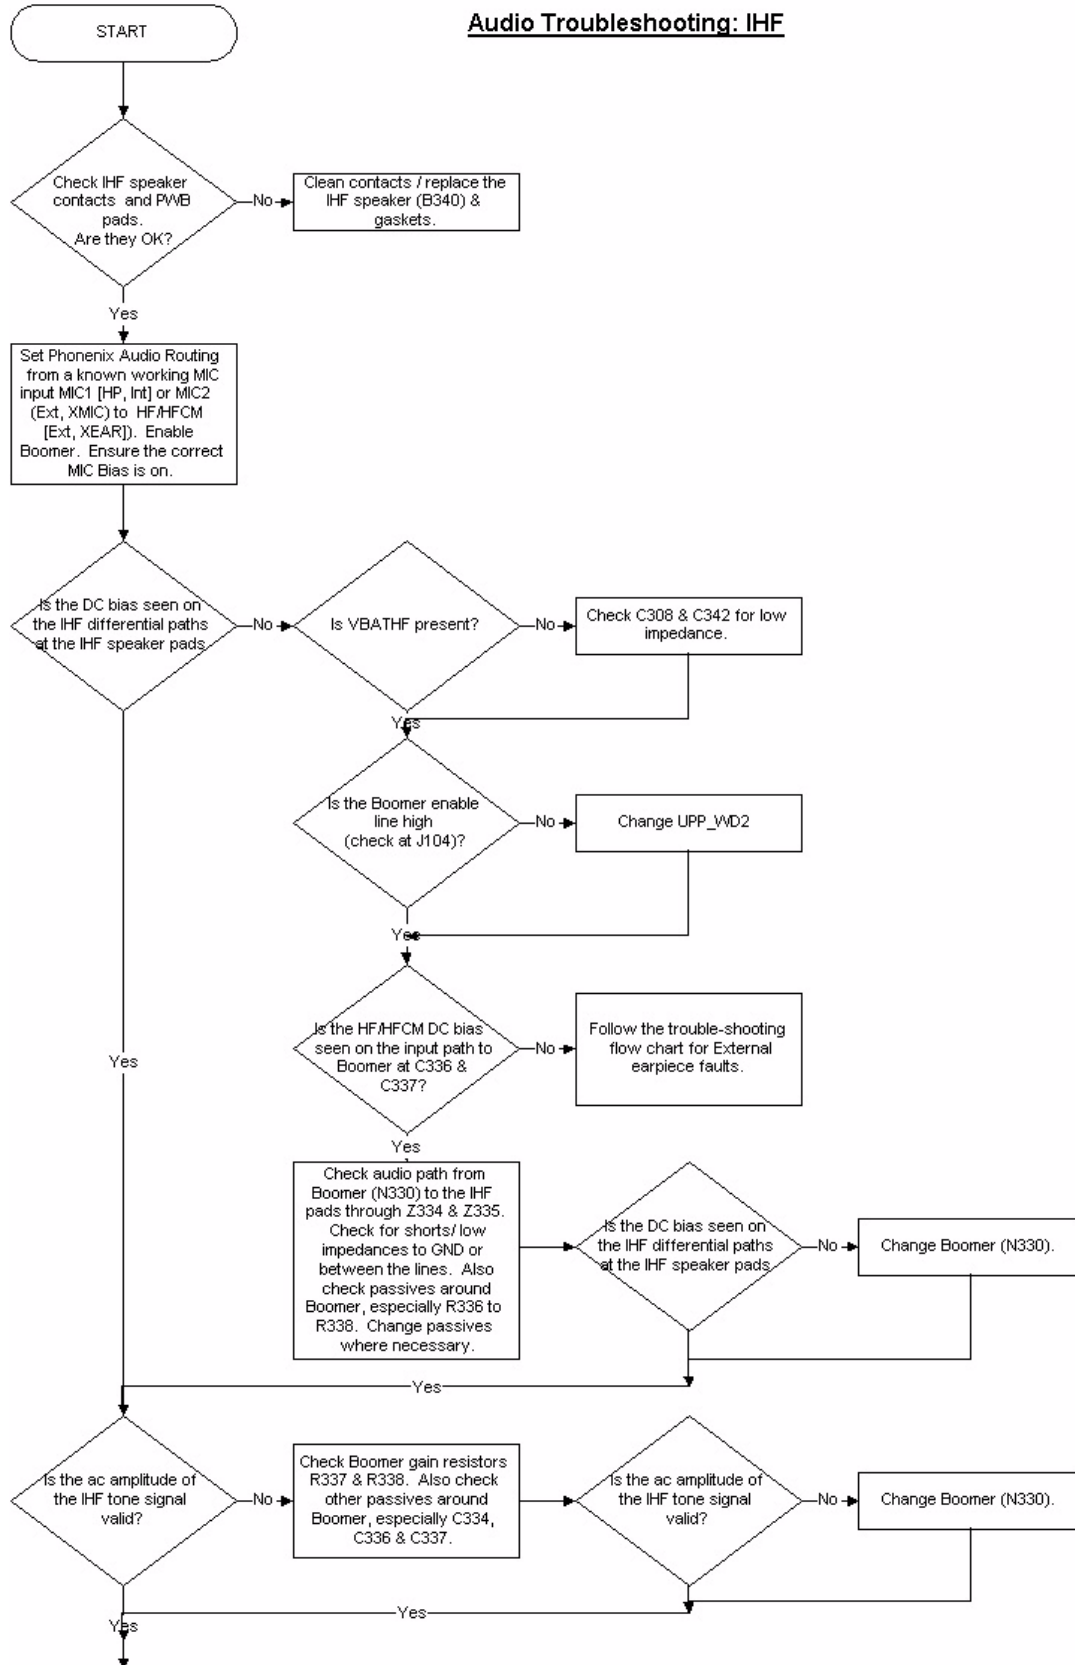 Audio Troubleshooting: IHF
START
Check IHF speaker
contacts and PWB
pads.
Are they OK?
No
Clean contacts / replace the
IHF speaker (B340) &
gaskets.
Yes
Set Phonenix Audio Routing
from a known working MIC
input MIC1 [HP, Int] or MIC2
(Ext, XMIC) to HF/HFCM
[Ext, XEAR]). Enable
Boomer. Ensure the correct
MIC Bias is on.
Is the DC bias seen on
the IHF differential paths
at the IHF speaker pads
No
Is VBATHF present?
No
Check C308 & C342 for low
impedance.
Yes
Is the Boomer enable
line high
(check at J104)?
No
Change UPP_WD2
Yes
Is the HF/HFCM DC bias
seen on the input path to
Boomer at C336 &
C337?
No
Follow the trouble-shooting
flow chart for External
earpiece faults.
Yes
Yes
Check audio path from
Boomer (N330) to the IHF
pads through Z334 & Z335.
Check for shorts/ low
impedances to GND or
between the lines. Also
check passives around
Boomer, especially R336 to
R338. Change passives
where necessary.
Is the DC bias seen on
the IHF differential paths
at the IHF speaker pads
No
Change Boomer (N330).
Yes
Is the ac amplitude of
the IHF tone signal
valid?
No
Check Boomer gain resistors
R337 & R338. Also check
other passives around
Boomer, especially C334,
C336 & C337.
Is the ac amplitude of
the IHF tone signal
valid?
No
Change Boomer (N330).
Yes
Yes